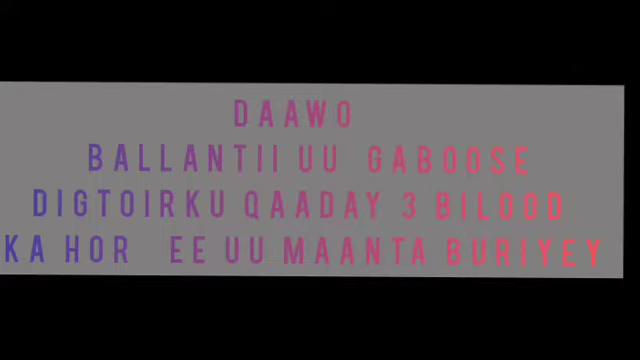 DAAWO
BALLANTII UU GABOOSE
DIGTOIRKU QAADAY 3 BILOOD
KA HOR EE UU MAANTA BURIYEY